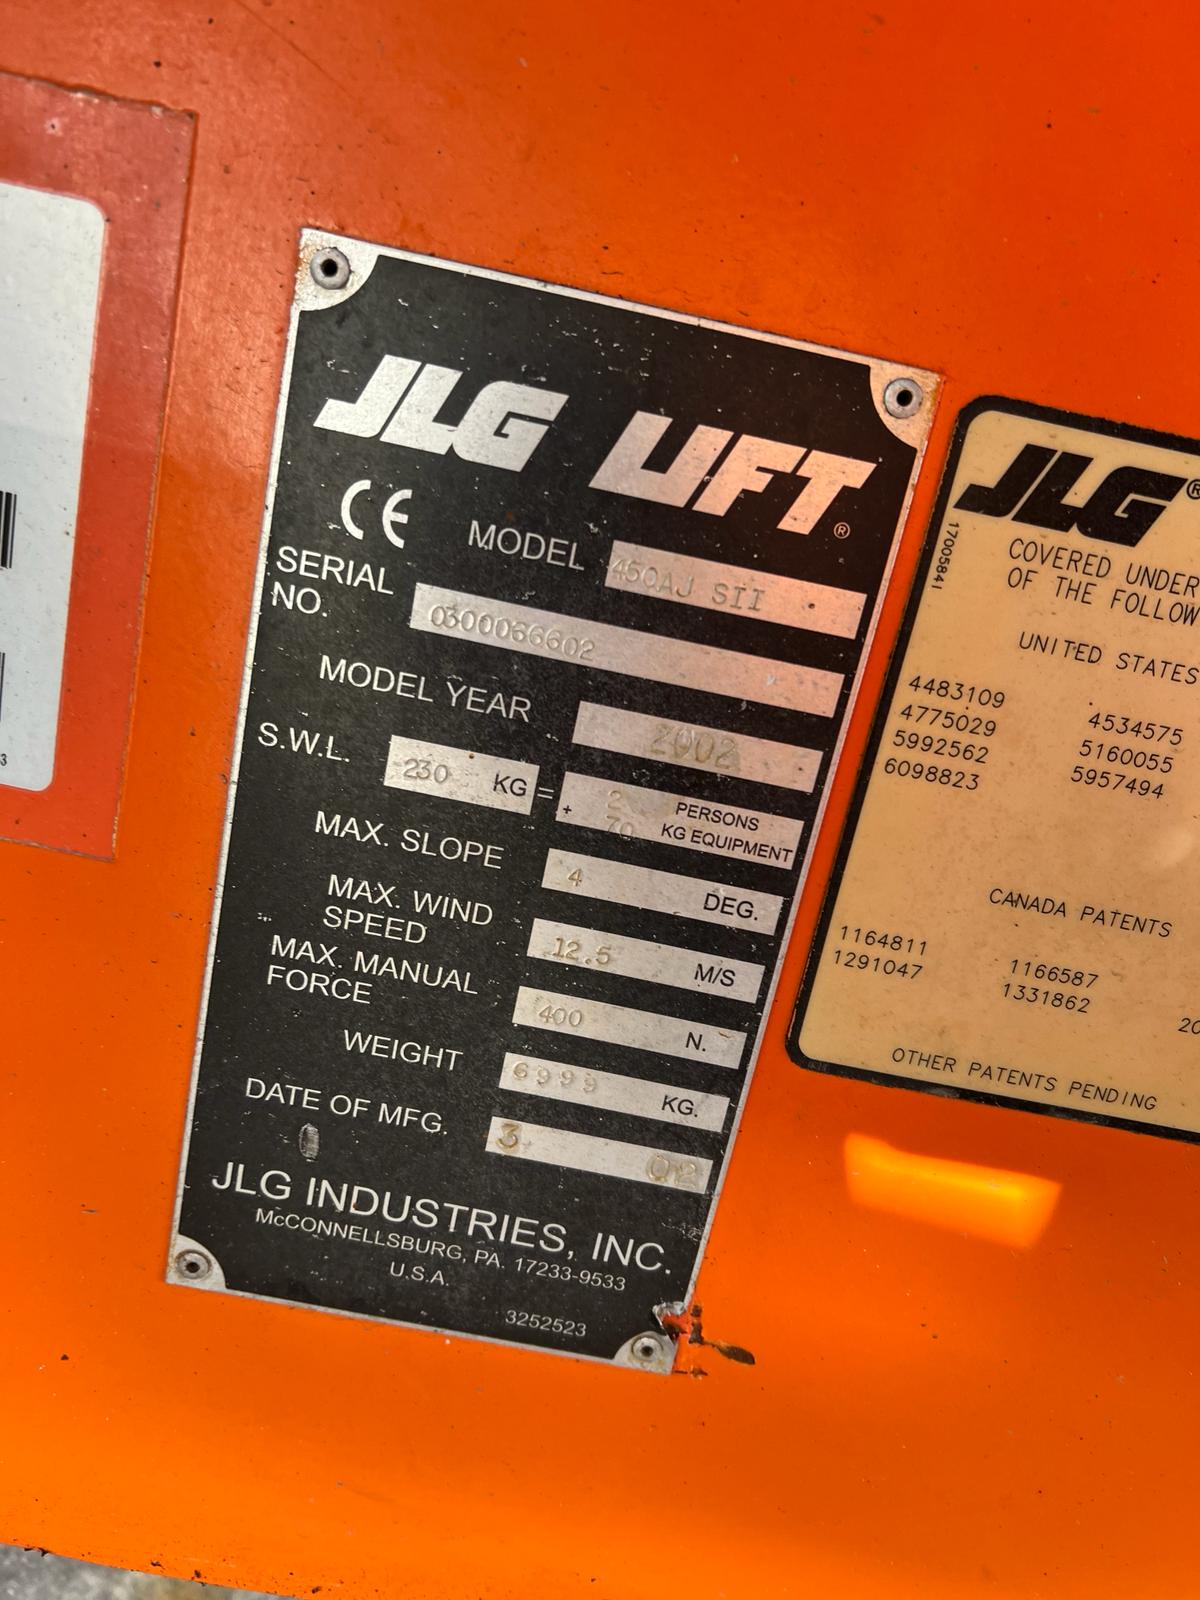 JLG LIFT®
CE MODEL 450AJ SII
SERIAL NO. 0300066602
MODEL YEAR 2002
S.W.L. 230 KG = 2 PERSONS
+ 70 KG EQUIPMENT
MAX. SLOPE 4 DEG.
MAX. WIND SPEED 12.5 M/S
MAX. MANUAL FORCE 400 N.
WEIGHT 6999 KG.
DATE OF MFG. 3 02
JLG INDUSTRIES, INC.
McCONNELLSBURG, PA. 17233-9533
U.S.A.
3252523
JLG®
17005841
COVERED UNDER
OF THE FOLLOW
UNITED STATES
4483109 4534575
4775029 5160055
5992562 5957494
6098823
CANADA PATENTS
1164811 1166587
1291047 1331862
20
OTHER PATENTS PENDING